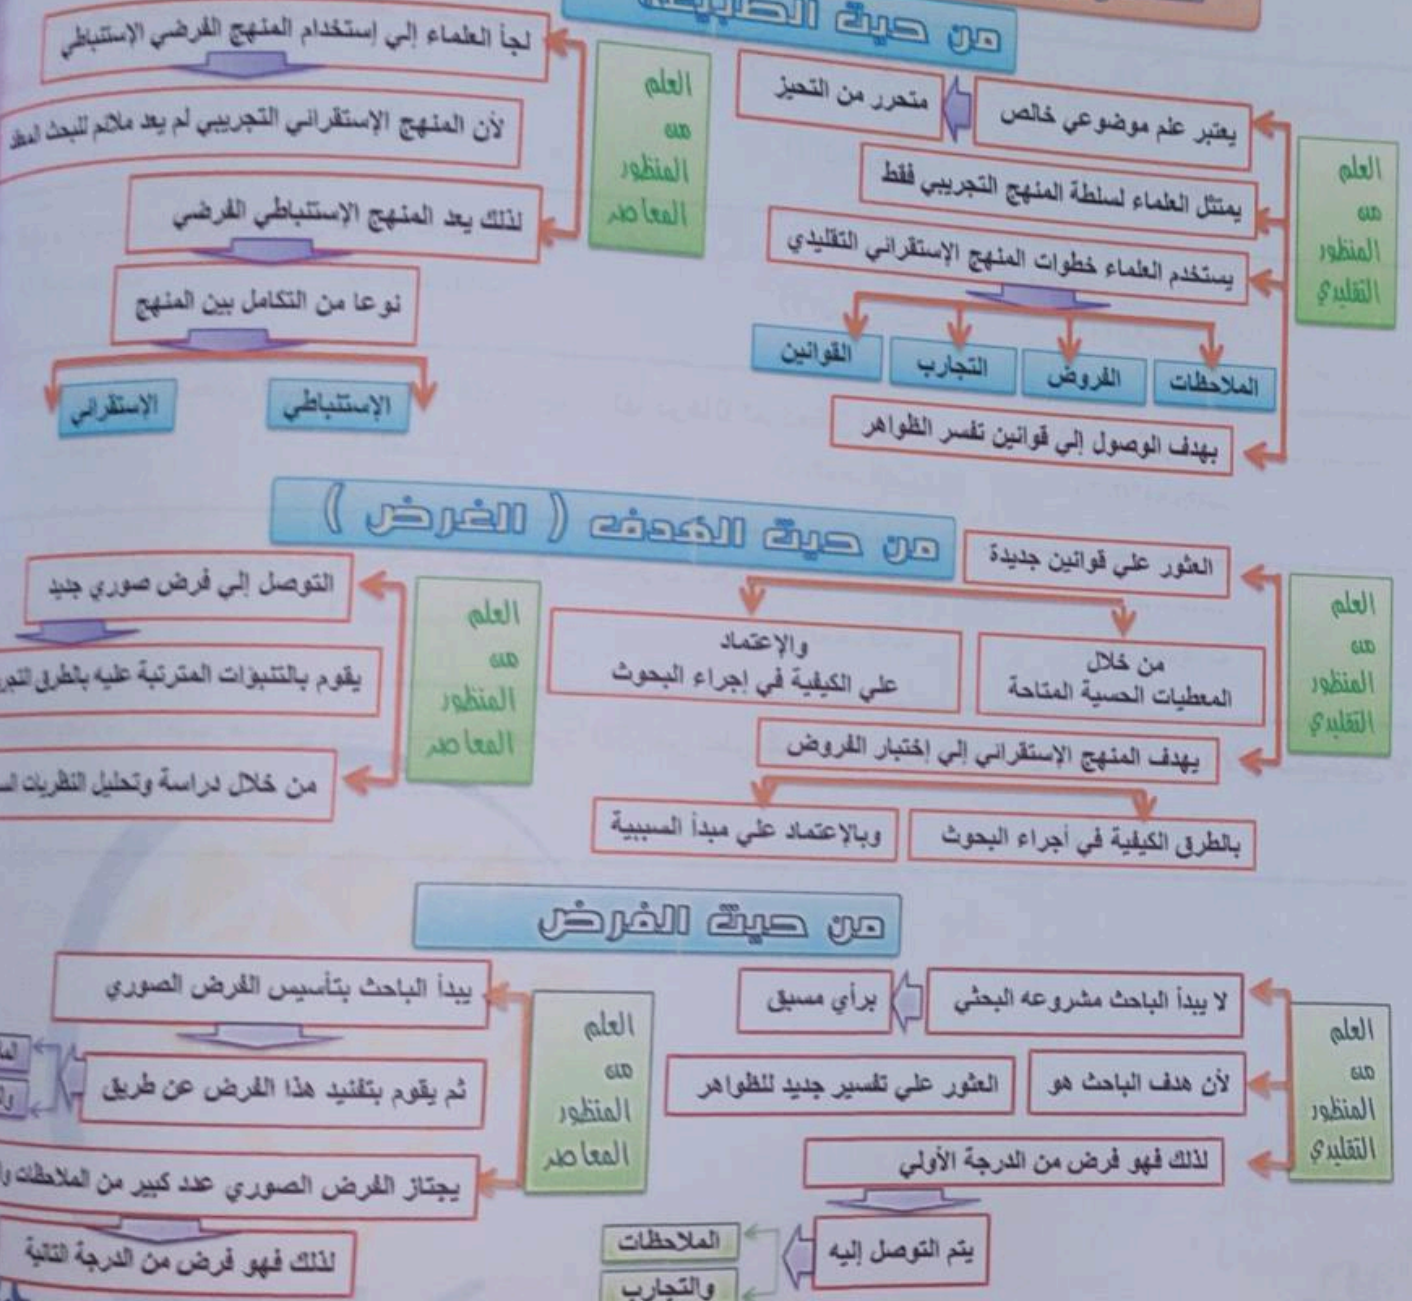 من حيث الطبيعة
العلم
من
المنظور
التقليدي
يعتبر علم موضوعي خالص
متحرر من التحيز
يمتثل العلماء لسلطة المنهج التجريبي فقط
يستخدم العلماء خطوات المنهج الإستقرائي التقليدي
الملاحظات
الفروض
التجارب
القوانين
بهدف الوصول إلي قوانين تفسر الظواهر
العلم
من
المنظور
المعاصر
لجأ العلماء إلي إستخدام المنهج الفرضي الإستنباطي
لأن المنهج الإستقرائي التجريبي لم يعد ملائم للبحث المعقد
لذلك يعد المنهج الإستنباطي الفرضي
نوعا من التكامل بين المنهج
الإستنباطي
الإستقرائي
من حيث الهدف ( الغرض )
العلم
من
المنظور
التقليدي
العثور علي قوانين جديدة
من خلال
المعطيات الحسية المتاحة
والإعتماد
علي الكيفية في إجراء البحوث
يهدف المنهج الإستقرائي إلي إختبار الفروض
بالطرق الكيفية في أجراء البحوث
وبالإعتماد علي مبدأ السببية
العلم
من
المنظور
المعاصر
التوصل إلي فرض صوري جديد
يقوم بالتنبؤات المترتبة عليه بالطرق
من خلال دراسة وتحليل النظريات
من حيث الفرض
العلم
من
المنظور
التقليدي
لا يبدأ الباحث مشروعه البحثي
برأي مسبق
لأن هدف الباحث هو
العثور علي تفسير جديد للظواهر
لذلك فهو فرض من الدرجة الأولي
يتم التوصل إليه
الملاحظات
والتجارب
العلم
من
المنظور
المعاصر
يبدأ الباحث بتأسيس الفرض الصوري
ثم يقوم بتفنيد هذا الفرض عن طريق
يجتاز الفرض الصوري عدد كبير من الملاحظات
لذلك فهو فرض من الدرجة الثانية